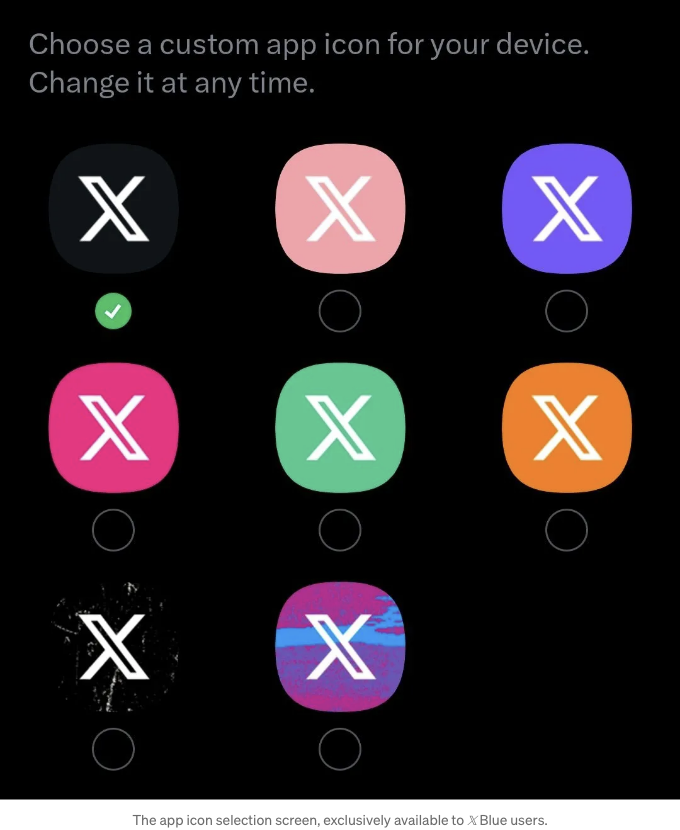 Choose a custom app icon for your device.
Change it at any time.
X X X
X X X
X X
The app icon selection screen, exclusively available to 𝕏 Blue users.